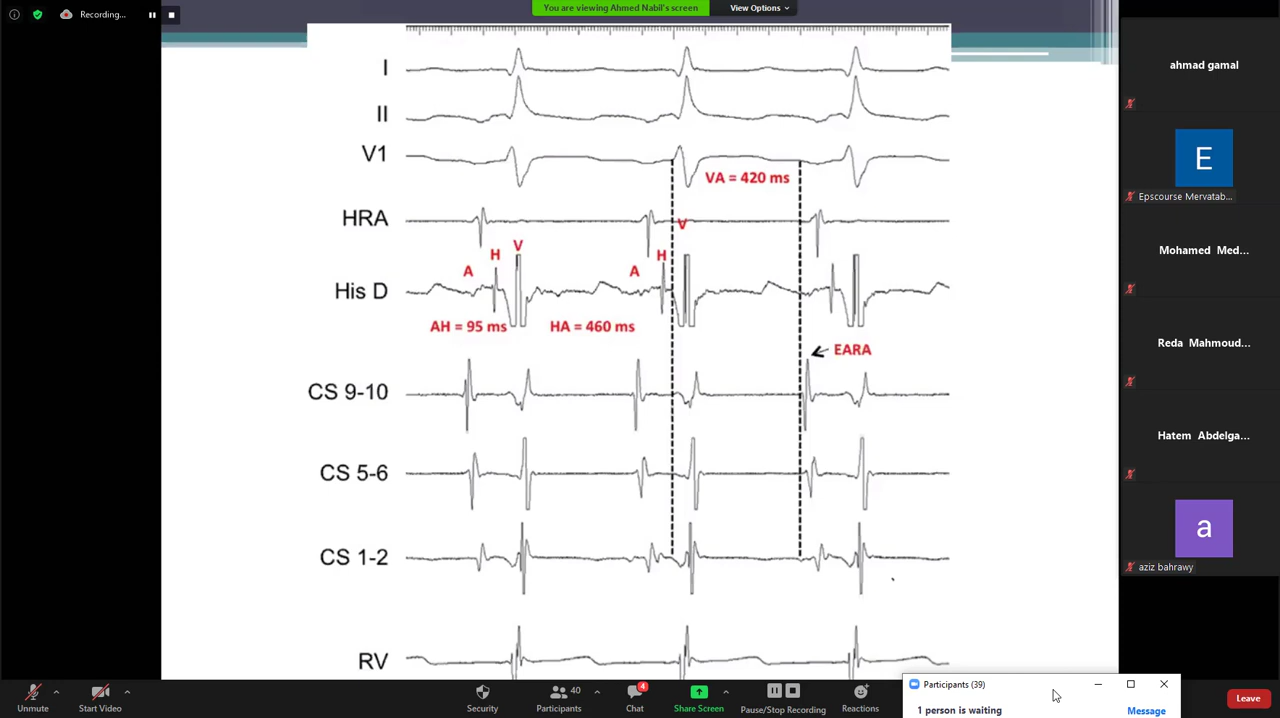 Recording...
You are viewing Ahmed Nabil's screen
View Options
I
II
V1
VA = 420 ms
HRA
V
A
H
V
A
H
His D
AH = 95 ms
HA = 460 ms
EARA
CS 9-10
CS 5-6
CS 1-2
RV
ahmad gamal
E
Epscourse Mervatab...
Mohamed Med...
Reda Mahmoud...
Hatem Abdelga...
a
aziz bahrawy
Unmute
Start Video
Security
40
Participants
4
Chat
Share Screen
Pause/Stop Recording
Reactions
Participants (39)
1 person is waiting
Message
Leave